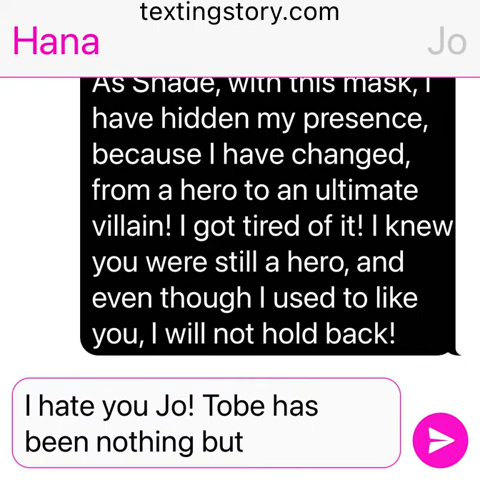 textingstory.com
Hana
Jo
As Shade, with this mask, I
have hidden my presence,
because I have changed,
from a hero to an ultimate
villain! I got tired of it! I knew
you were still a hero, and
even though I used to like
you, I will not hold back!
I hate you Jo! Tobe has
been nothing but